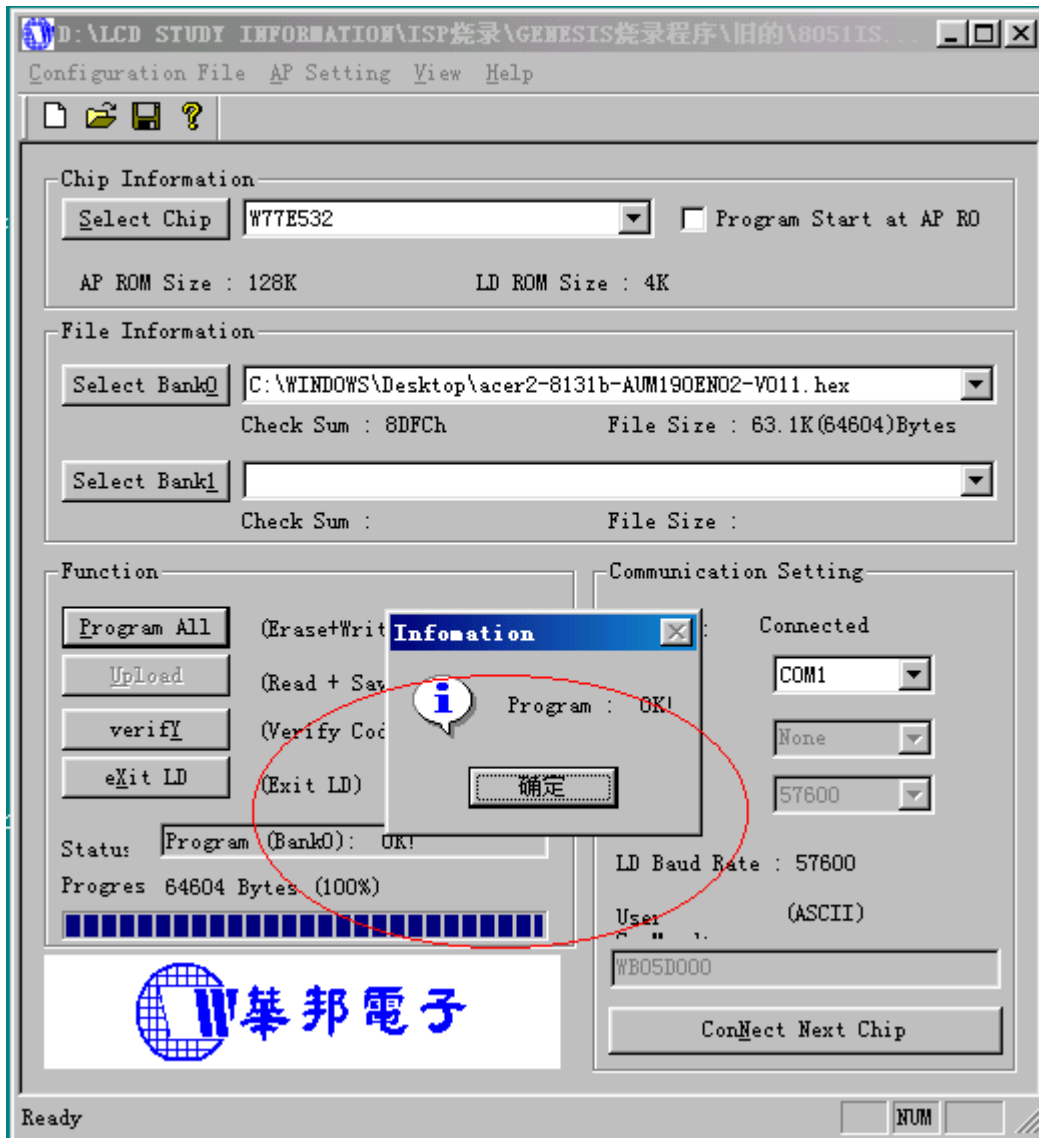 D:\LCD STUDY INFORMATION\ISP烧录\GENESIS烧录程序\旧的\8051IS...
Configuration File AP Setting View Help
Chip Information
Select Chip W77E532 Program Start at AP RO
AP ROM Size : 128K LD ROM Size : 4K
File Information
Select Bank0 C:\WINDOWS\Desktop\acer2-8131b-AUM190EN02-V011.hex
Check Sum : 8DFCh File Size : 63.1K(64604)Bytes
Select Bank1
Check Sum : File Size :
Function
Program All (Erase+Writ
Upload (Read + Sav
verifY (Verify Cod
eXit LD (Exit LD)
Status Program (Bank0): OK!
Progres 64604 Bytes (100%)
Infomation
Program : OK!
确定
Communication Setting
: Connected
COM1
None
57600
LD Baud Rate : 57600
User (ASCII)
WB05D000
ConNect Next Chip
W華邦電子
Ready NUM